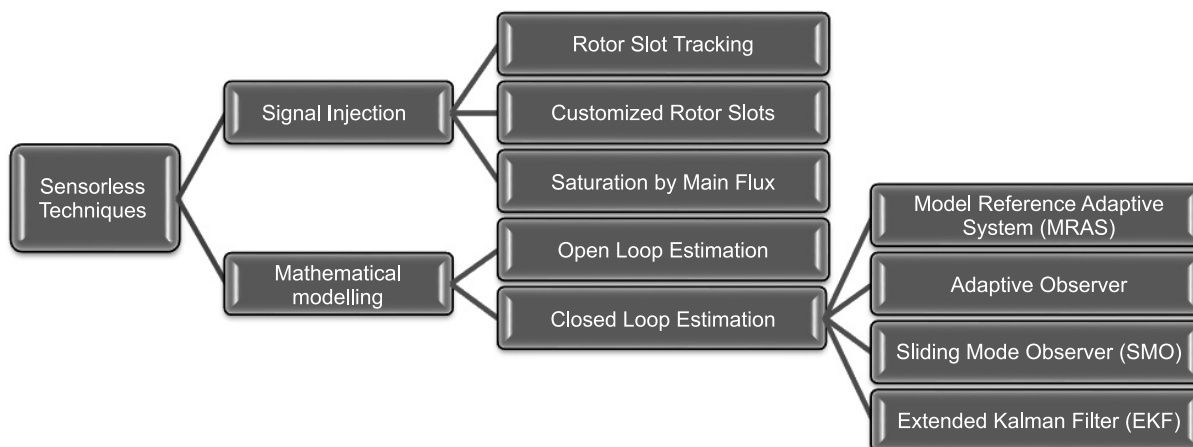 Sensorless
Techniques
Signal Injection
Rotor Slot Tracking
Customized Rotor Slots
Saturation by Main Flux
Mathematical
modelling
Open Loop Estimation
Closed Loop Estimation
Model Reference Adaptive
System (MRAS)
Adaptive Observer
Sliding Mode Observer (SMO)
Extended Kalman Filter (EKF)